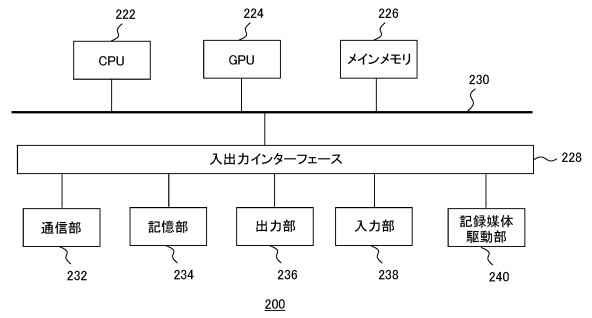 222
224
226
CPU
GPU
メインメモリ
230
入出力インターフェース
228
通信部
記憶部
出力部
入力部
記録媒体
駆動部
232
234
236
238
240
200